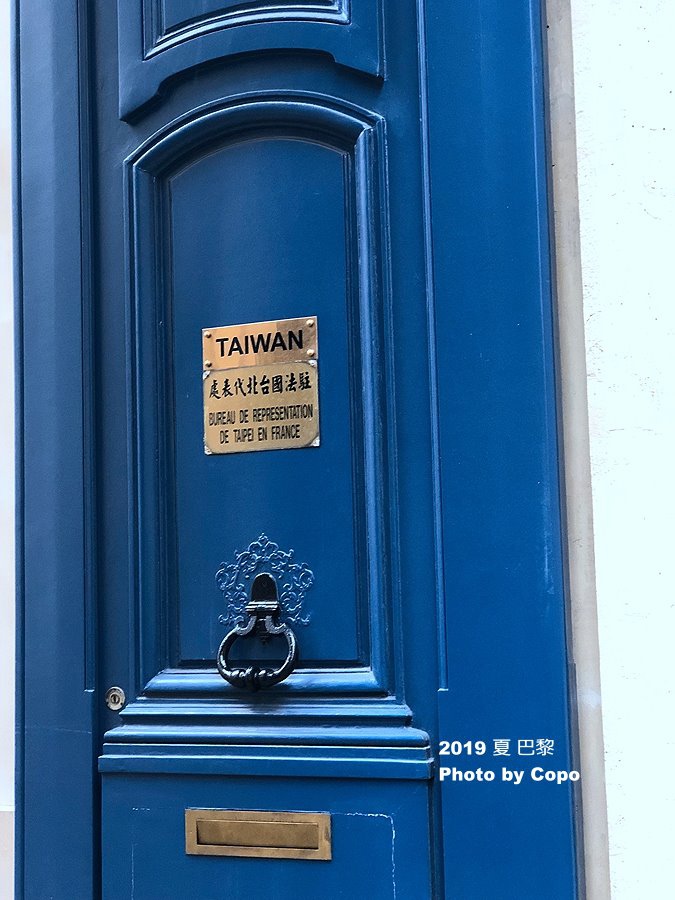 TAIWAN
駐法國台北代表處
BUREAU DE REPRESENTATION
DE TAIPEI EN FRANCE
2019 夏 巴黎
Photo by Copo